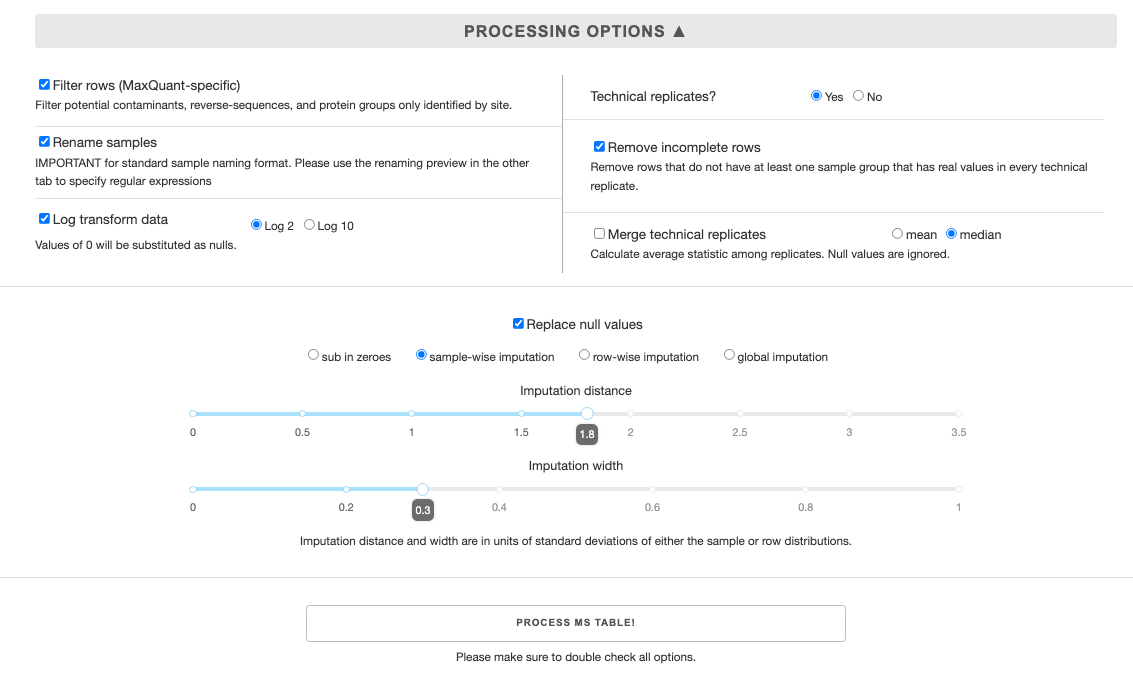 PROCESSING OPTIONS ▲
Filter rows (MaxQuant-specific)
Filter potential contaminants, reverse-sequences, and protein groups only identified by site.
Rename samples
IMPORTANT for standard sample naming format. Please use the renaming preview in the other
tab to specify regular expressions
Log transform data
Log 2 Log 10
Values of 0 will be substituted as nulls.
Technical replicates?
Yes No
Remove incomplete rows
Remove rows that do not have at least one sample group that has real values in every technical
replicate.
Merge technical replicates
mean median
Calculate average statistic among replicates. Null values are ignored.
Replace null values
sub in zeroes sample-wise imputation row-wise imputation global imputation
Imputation distance
0 0.5 1 1.5 1.8 2 2.5 3 3.5
Imputation width
0 0.2 0.3 0.4 0.6 0.8 1
Imputation distance and width are in units of standard deviations of either the sample or row distributions.
PROCESS MS TABLE!
Please make sure to double check all options.